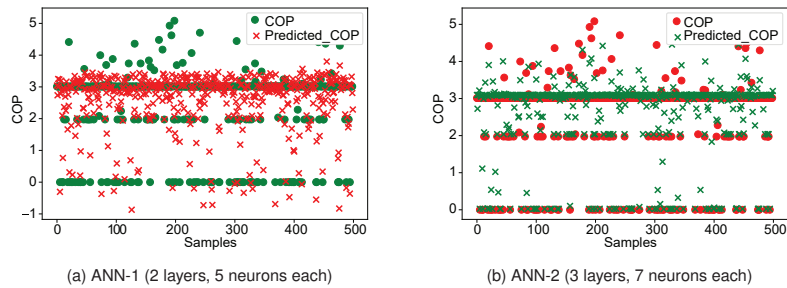 COP
Predicted_COP
5
4
3
2
1
0
−1
COP
0
100
200
300
400
500
Samples
(a) ANN-1 (2 layers, 5 neurons each)
COP
Predicted_COP
5
4
3
2
1
0
COP
0
100
200
300
400
500
Samples
(b) ANN-2 (3 layers, 7 neurons each)